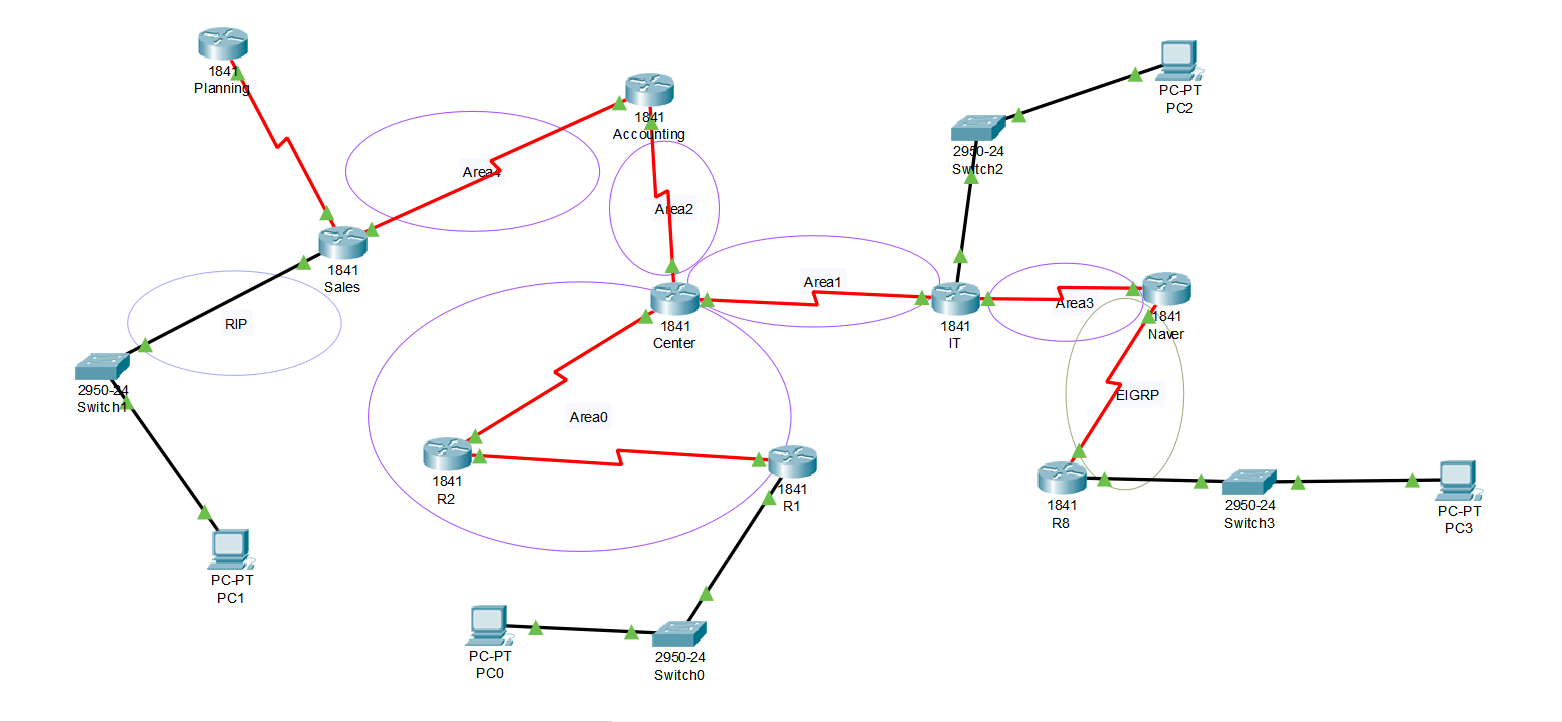 1841
Planning
1841
Accounting
PC-PT
PC2
2950-24
Switch2
Area4
Area2
1841
Sales
Area1
Area3
RIP
1841
Center
1841
IT
1841
Naver
2950-24
Switch1
EIGRP
Area0
1841
R2
1841
R1
1841
R8
2950-24
Switch3
PC-PT
PC3
PC-PT
PC1
PC-PT
PC0
2950-24
Switch0